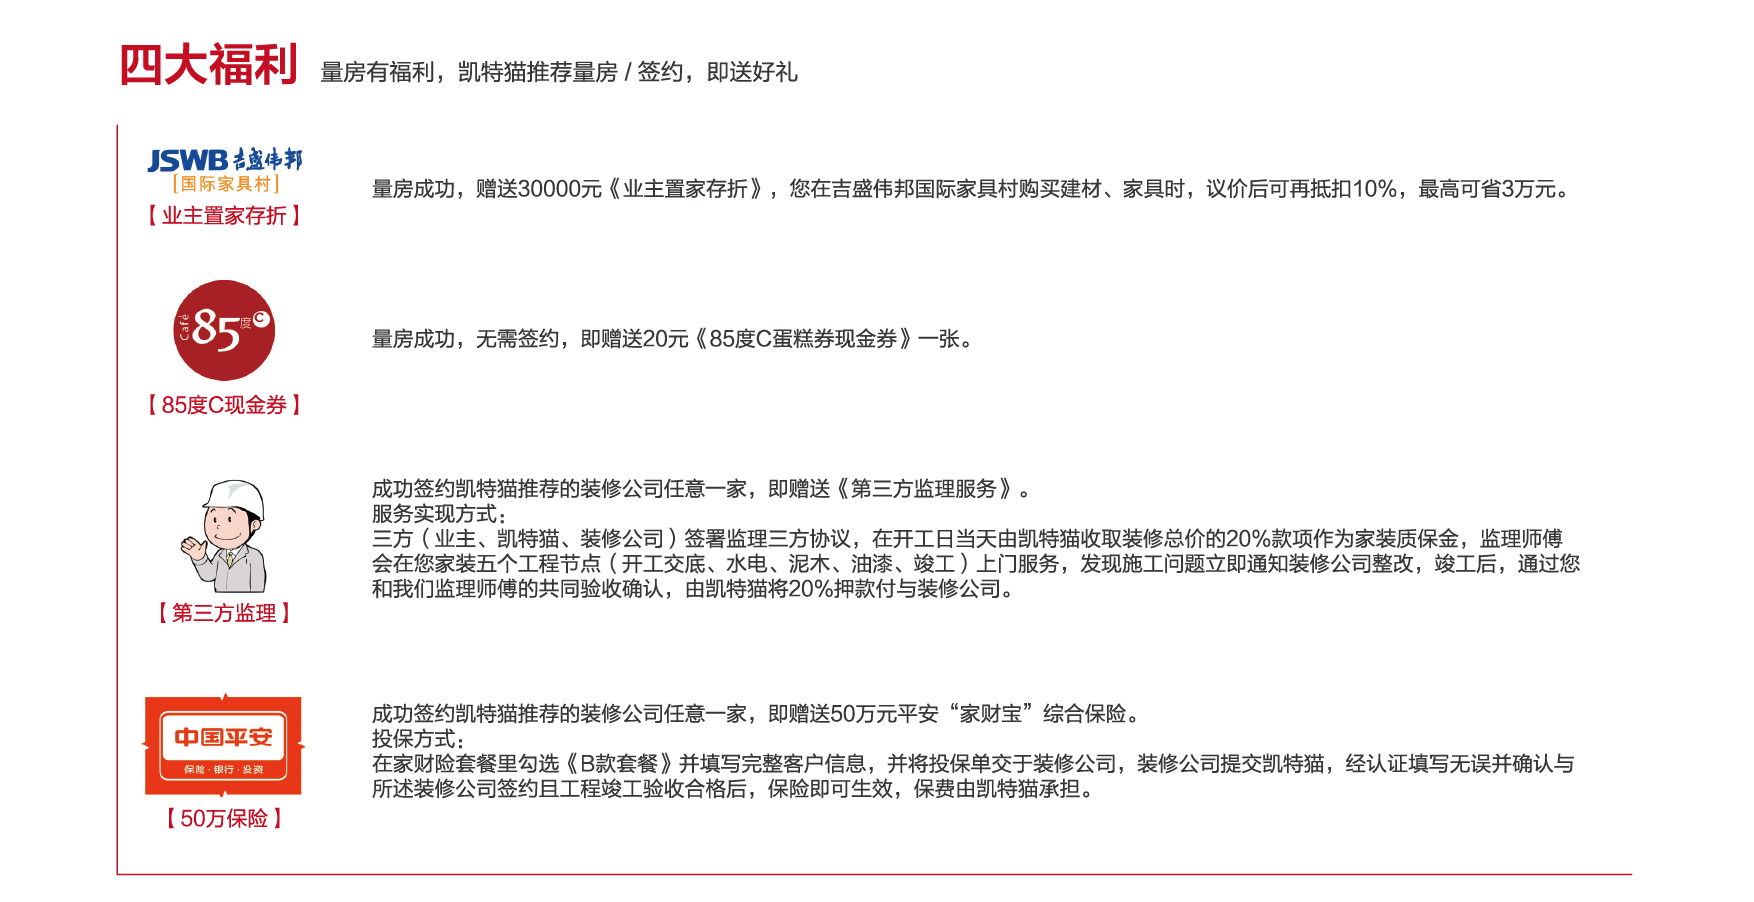 四大福利 量房有福利，凯特猫推荐量房 / 签约，即送好礼
JSWB吉盛伟邦
[国际家具村]
【业主置家存折】
量房成功，赠送30000元《业主置家存折》，您在吉盛伟邦国际家具村购买建材、家具时，议价后可再抵扣10%，最高可省3万元。
Café 85度C
【85度C现金券】
量房成功，无需签约，即赠送20元《85度C蛋糕券现金券》一张。
【第三方监理】
成功签约凯特猫推荐的装修公司任意一家，即赠送《第三方监理服务》。
服务实现方式：
三方（业主、凯特猫、装修公司）签署监理三方协议，在开工日当天由凯特猫收取装修总价的20%款项作为家装质保金，监理师傅
会在您家装五个工程节点（开工交底、水电、泥木、油漆、竣工）上门服务，发现施工问题立即通知装修公司整改，竣工后，通过您
和我们监理师傅的共同验收确认，由凯特猫将20%押款付与装修公司。
中国平安
保险·银行·投资
【50万保险】
成功签约凯特猫推荐的装修公司任意一家，即赠送50万元平安“家财宝”综合保险。
投保方式：
在家财险套餐里勾选《B款套餐》并填写完整客户信息，并将投保单交于装修公司，装修公司提交凯特猫，经认证填写无误并确认与
所述装修公司签约且工程竣工验收合格后，保险即可生效，保费由凯特猫承担。